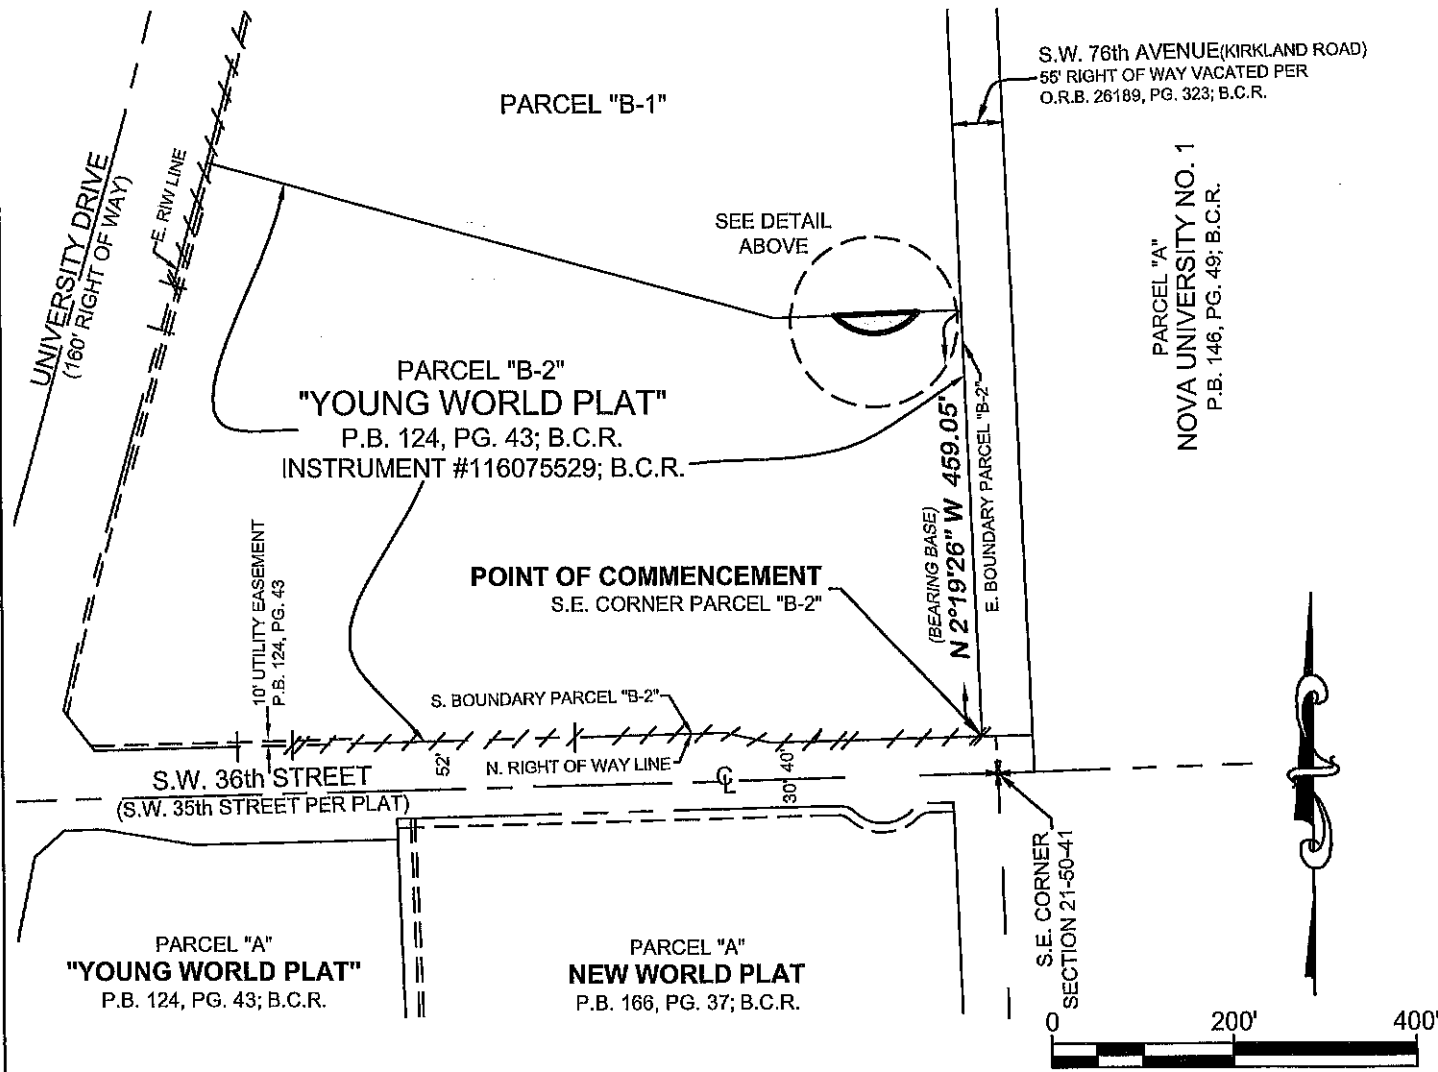 S.W. 76th AVENUE(KIRKLAND ROAD)
55' RIGHT OF WAY VACATED PER
O.R.B. 26189, PG. 323; B.C.R.
PARCEL "B-1"
UNIVERSITY DRIVE
(160' RIGHT OF WAY)
E. R/W LINE
SEE DETAIL
ABOVE
PARCEL "A"
NOVA UNIVERSITY NO. 1
P.B. 146, PG. 49; B.C.R.
PARCEL "B-2"
"YOUNG WORLD PLAT"
P.B. 124, PG. 43; B.C.R.
INSTRUMENT #116075529; B.C.R.
(BEARING BASE)
N 2°19'26" W 459.05'
E. BOUNDARY PARCEL "B-2"
10' UTILITY EASEMENT
P.B. 124, PG. 43
POINT OF COMMENCEMENT
S.E. CORNER PARCEL "B-2"
S. BOUNDARY PARCEL "B-2"
N. RIGHT OF WAY LINE
52'
40'
30'
CL
S.W. 36th STREET
(S.W. 35th STREET PER PLAT)
S.E. CORNER
SECTION 21-50-41
PARCEL "A"
"YOUNG WORLD PLAT"
P.B. 124, PG. 43; B.C.R.
PARCEL "A"
NEW WORLD PLAT
P.B. 166, PG. 37; B.C.R.
0 200' 400'